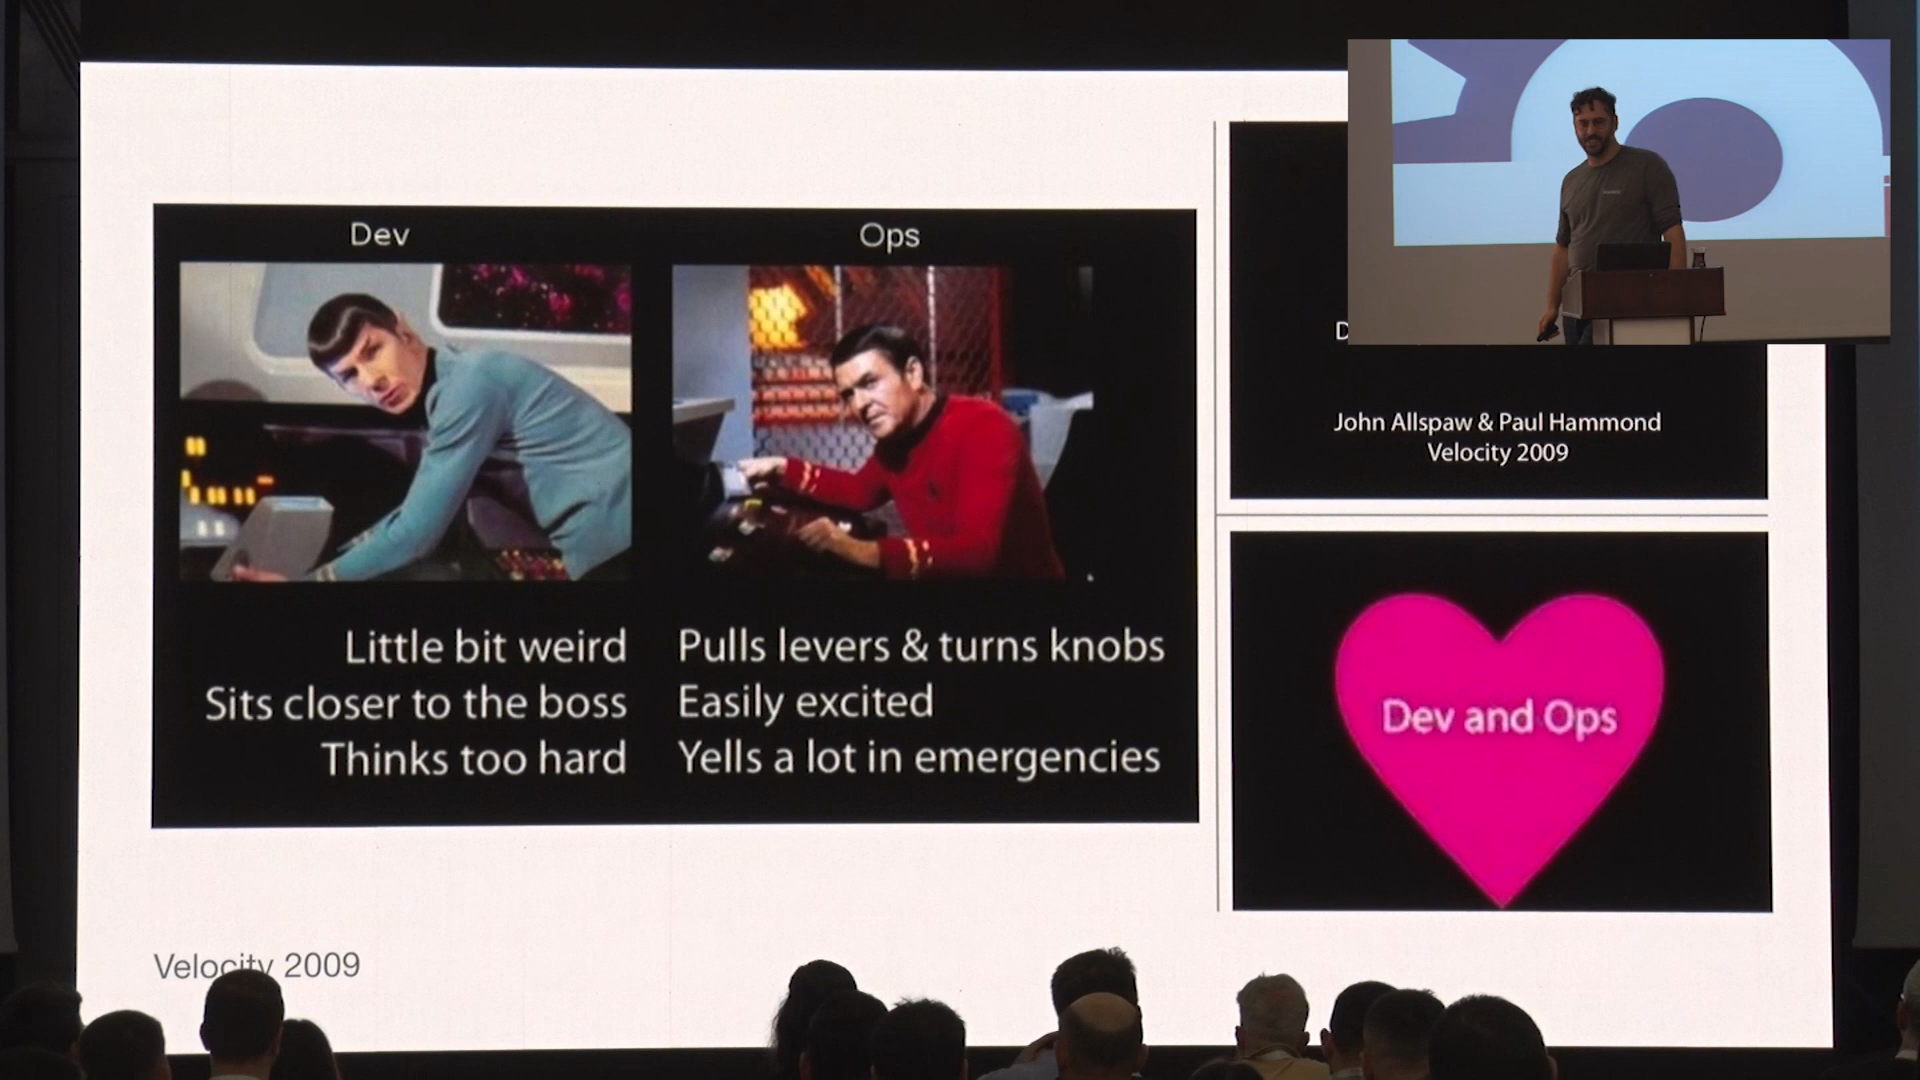 Dev
Ops
Little bit weird
Sits closer to the boss
Thinks too hard
Pulls levers & turns knobs
Easily excited
Yells a lot in emergencies
D
John Allspaw & Paul Hammond
Velocity 2009
Dev and Ops
Velocity 2009